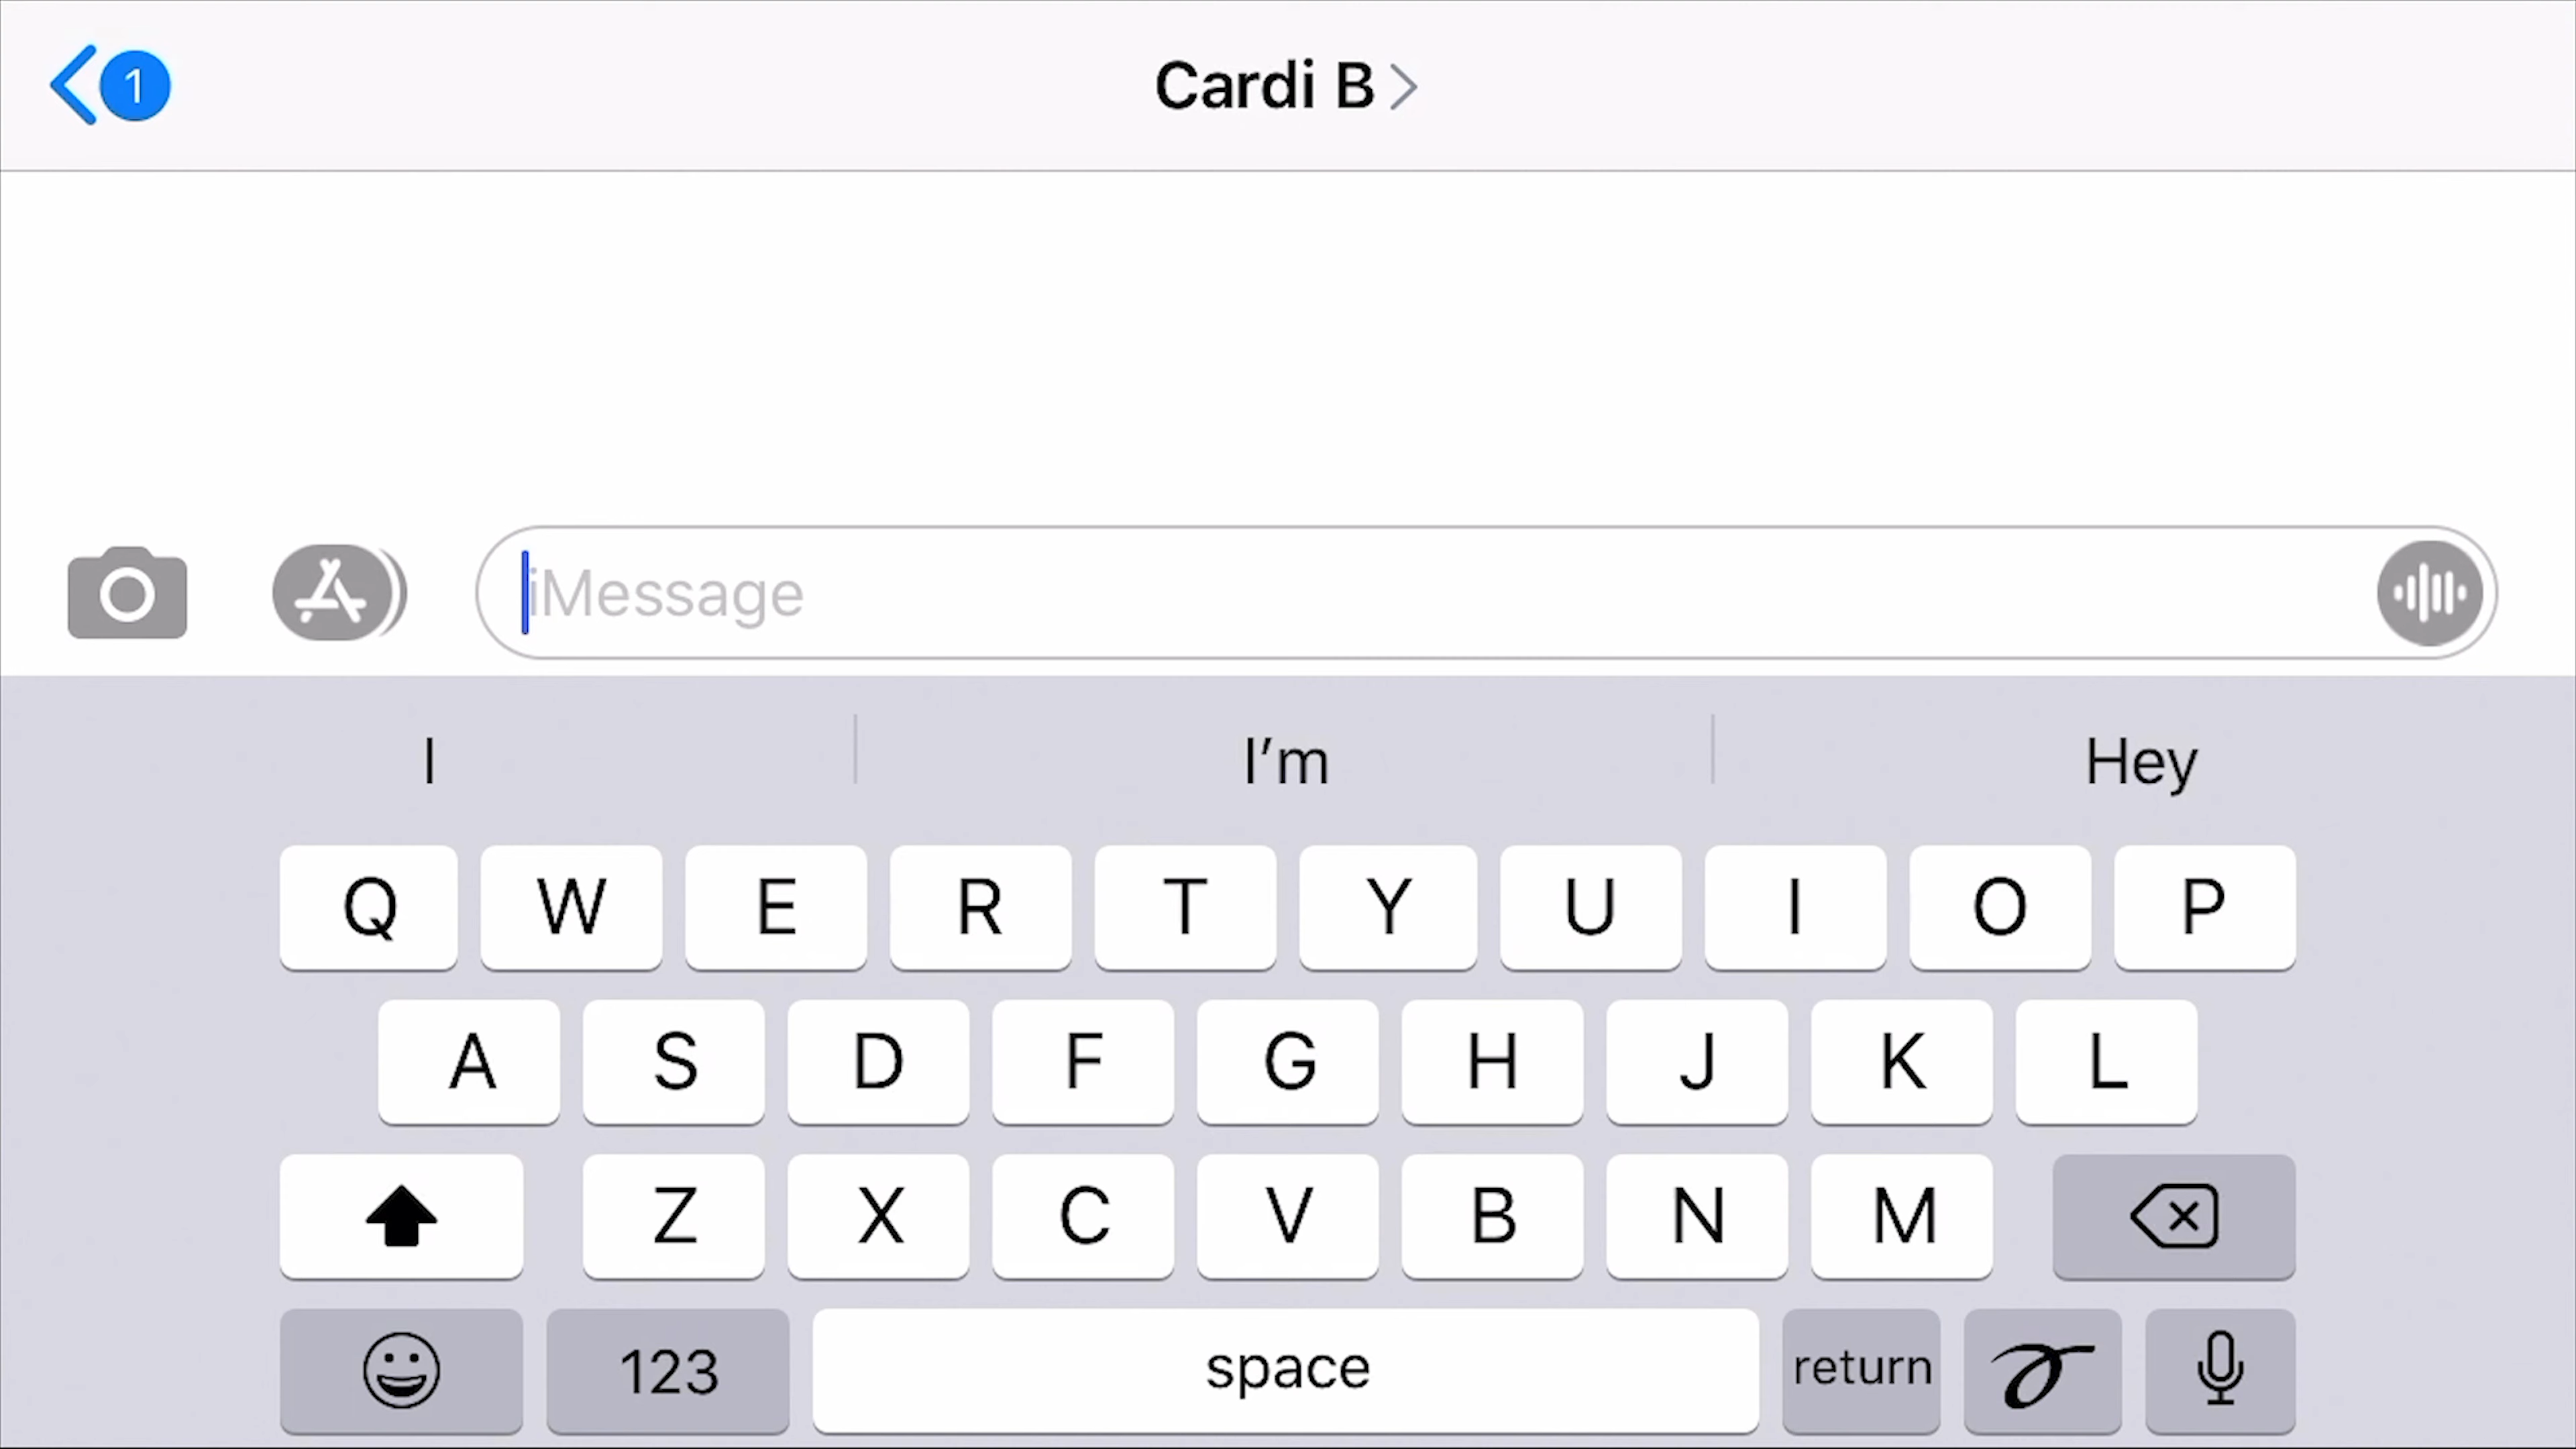 1
Cardi B
iMessage
I
I'm
Hey
Q W E R T Y U I O P
A S D F G H J K L
Z X C V B N M
123
space
return